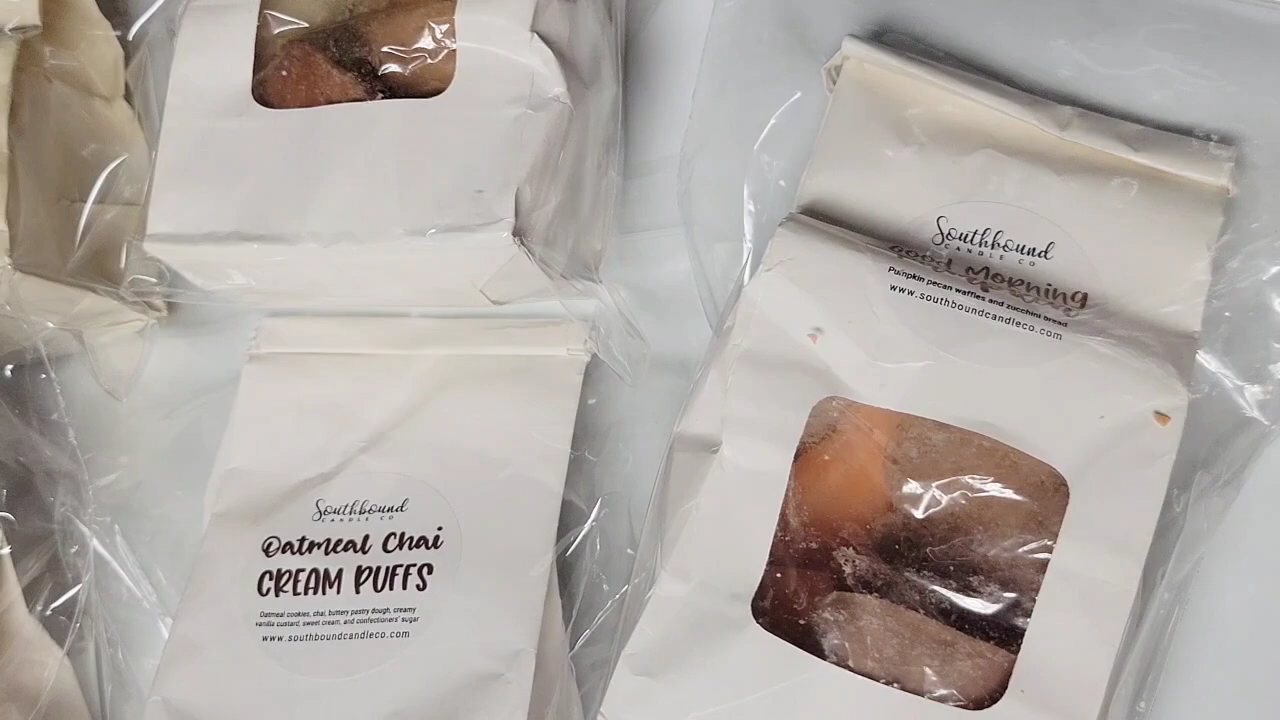 Southbound
CANDLE CO
Good Morning
Pumpkin pecan waffles and zucchini bread
www.southboundcandleco.com
Southbound
CANDLE CO
Oatmeal Chai
CREAM PUFFS
Oatmeal cookies, chai, buttery pastry dough, creamy
vanilla custard, sweet cream, and confectioners' sugar
www.southboundcandleco.com